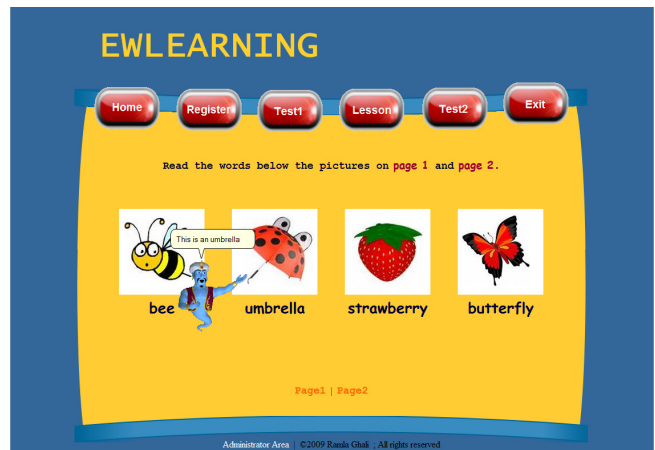 EWLEARNING
Home Register Test1 Lesson Test2 Exit
Read the words below the pictures on page 1 and page 2.
This is an umbrella
bee umbrella strawberry butterfly
Page1 | Page2
Administrator Area | ©2009 Ramla Ghali ; All rights reserved